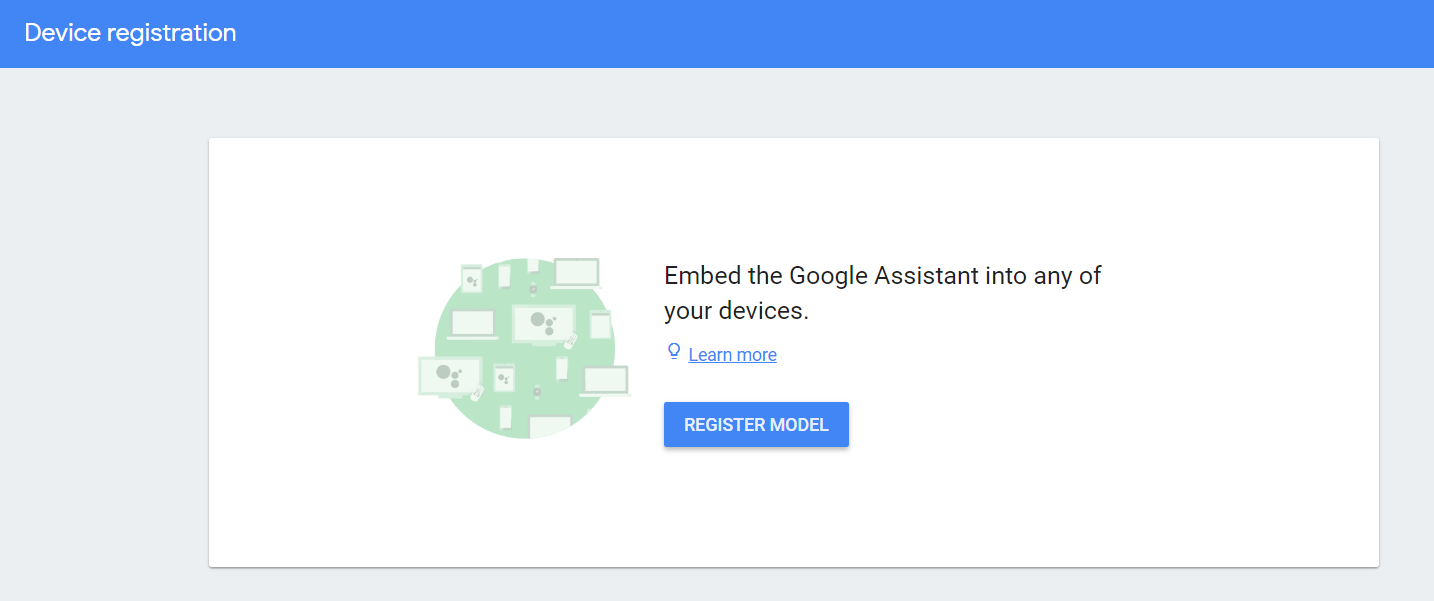 Device registration
Embed the Google Assistant into any of
your devices.
Learn more
REGISTER MODEL